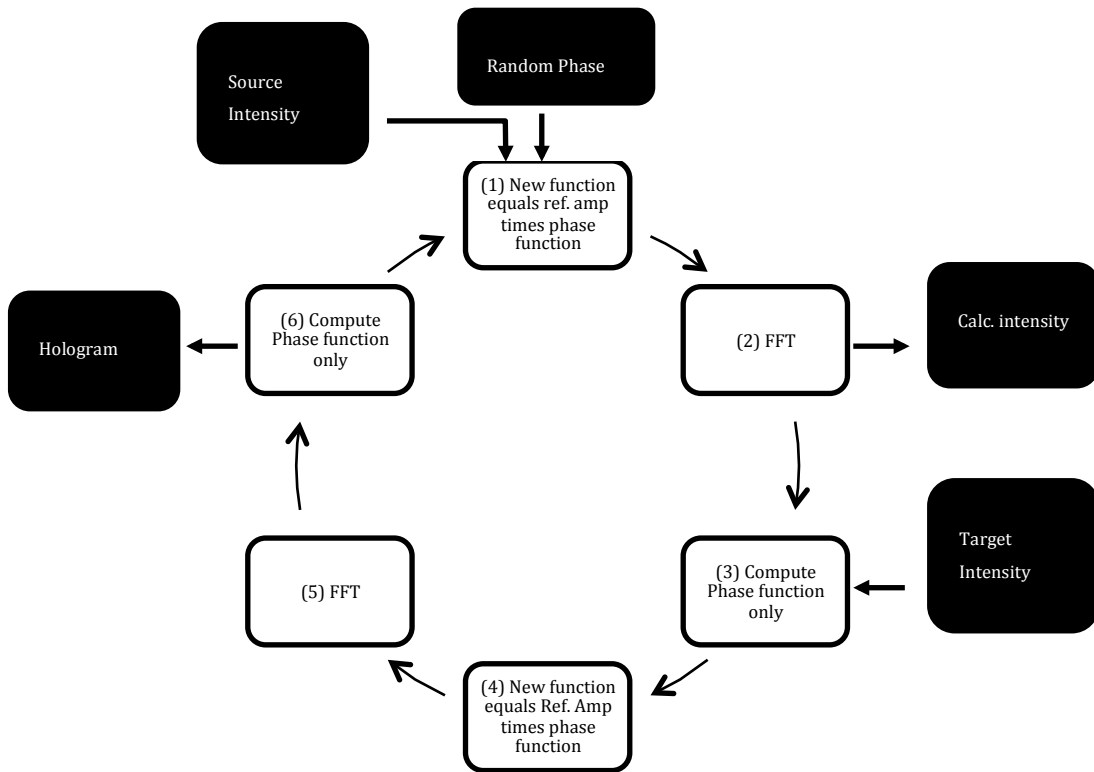 Source
Intensity
Random Phase
(1) New function
equals ref. amp
times phase
function
(6) Compute
Phase function
only
Hologram
(2) FFT
Calc. intensity
(5) FFT
(3) Compute
Phase function
only
Target
Intensity
(4) New function
equals Ref. Amp
times phase
function